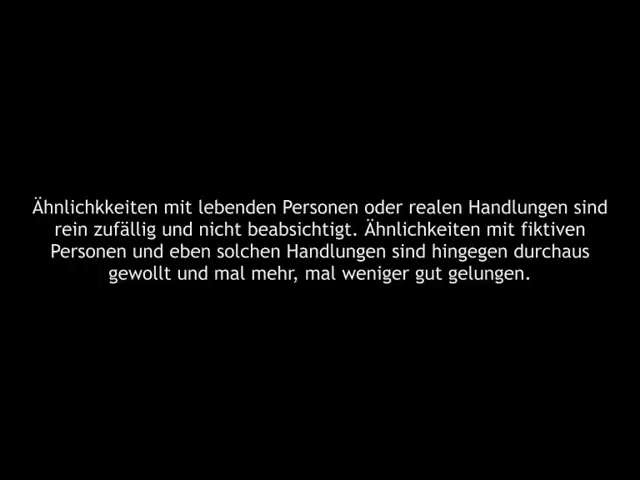 Ähnlichkkeiten mit lebenden Personen oder realen Handlungen sind
rein zufällig und nicht beabsichtigt. Ähnlichkeiten mit fiktiven
Personen und eben solchen Handlungen sind hingegen durchaus
gewollt und mal mehr, mal weniger gut gelungen.